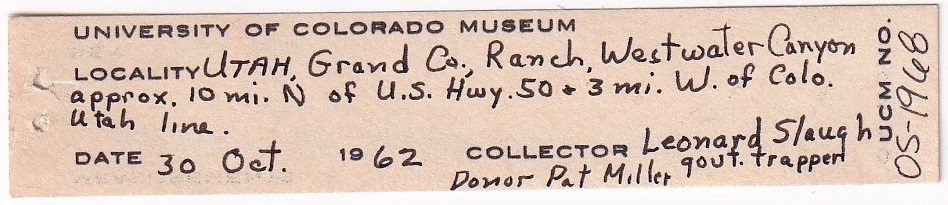 UNIVERSITY OF COLORADO MUSEUM
LOCALITY UTAH, Grand Co., Ranch, Westwater Canyon
approx. 10 mi. N of U.S. Hwy. 50 & 3 mi. W. of Colo.
Utah line.
DATE 30 Oct. 1962 COLLECTOR Leonard Slaugh
Donor Pat Miller govt. trapper
UCM NO.
OS-1968